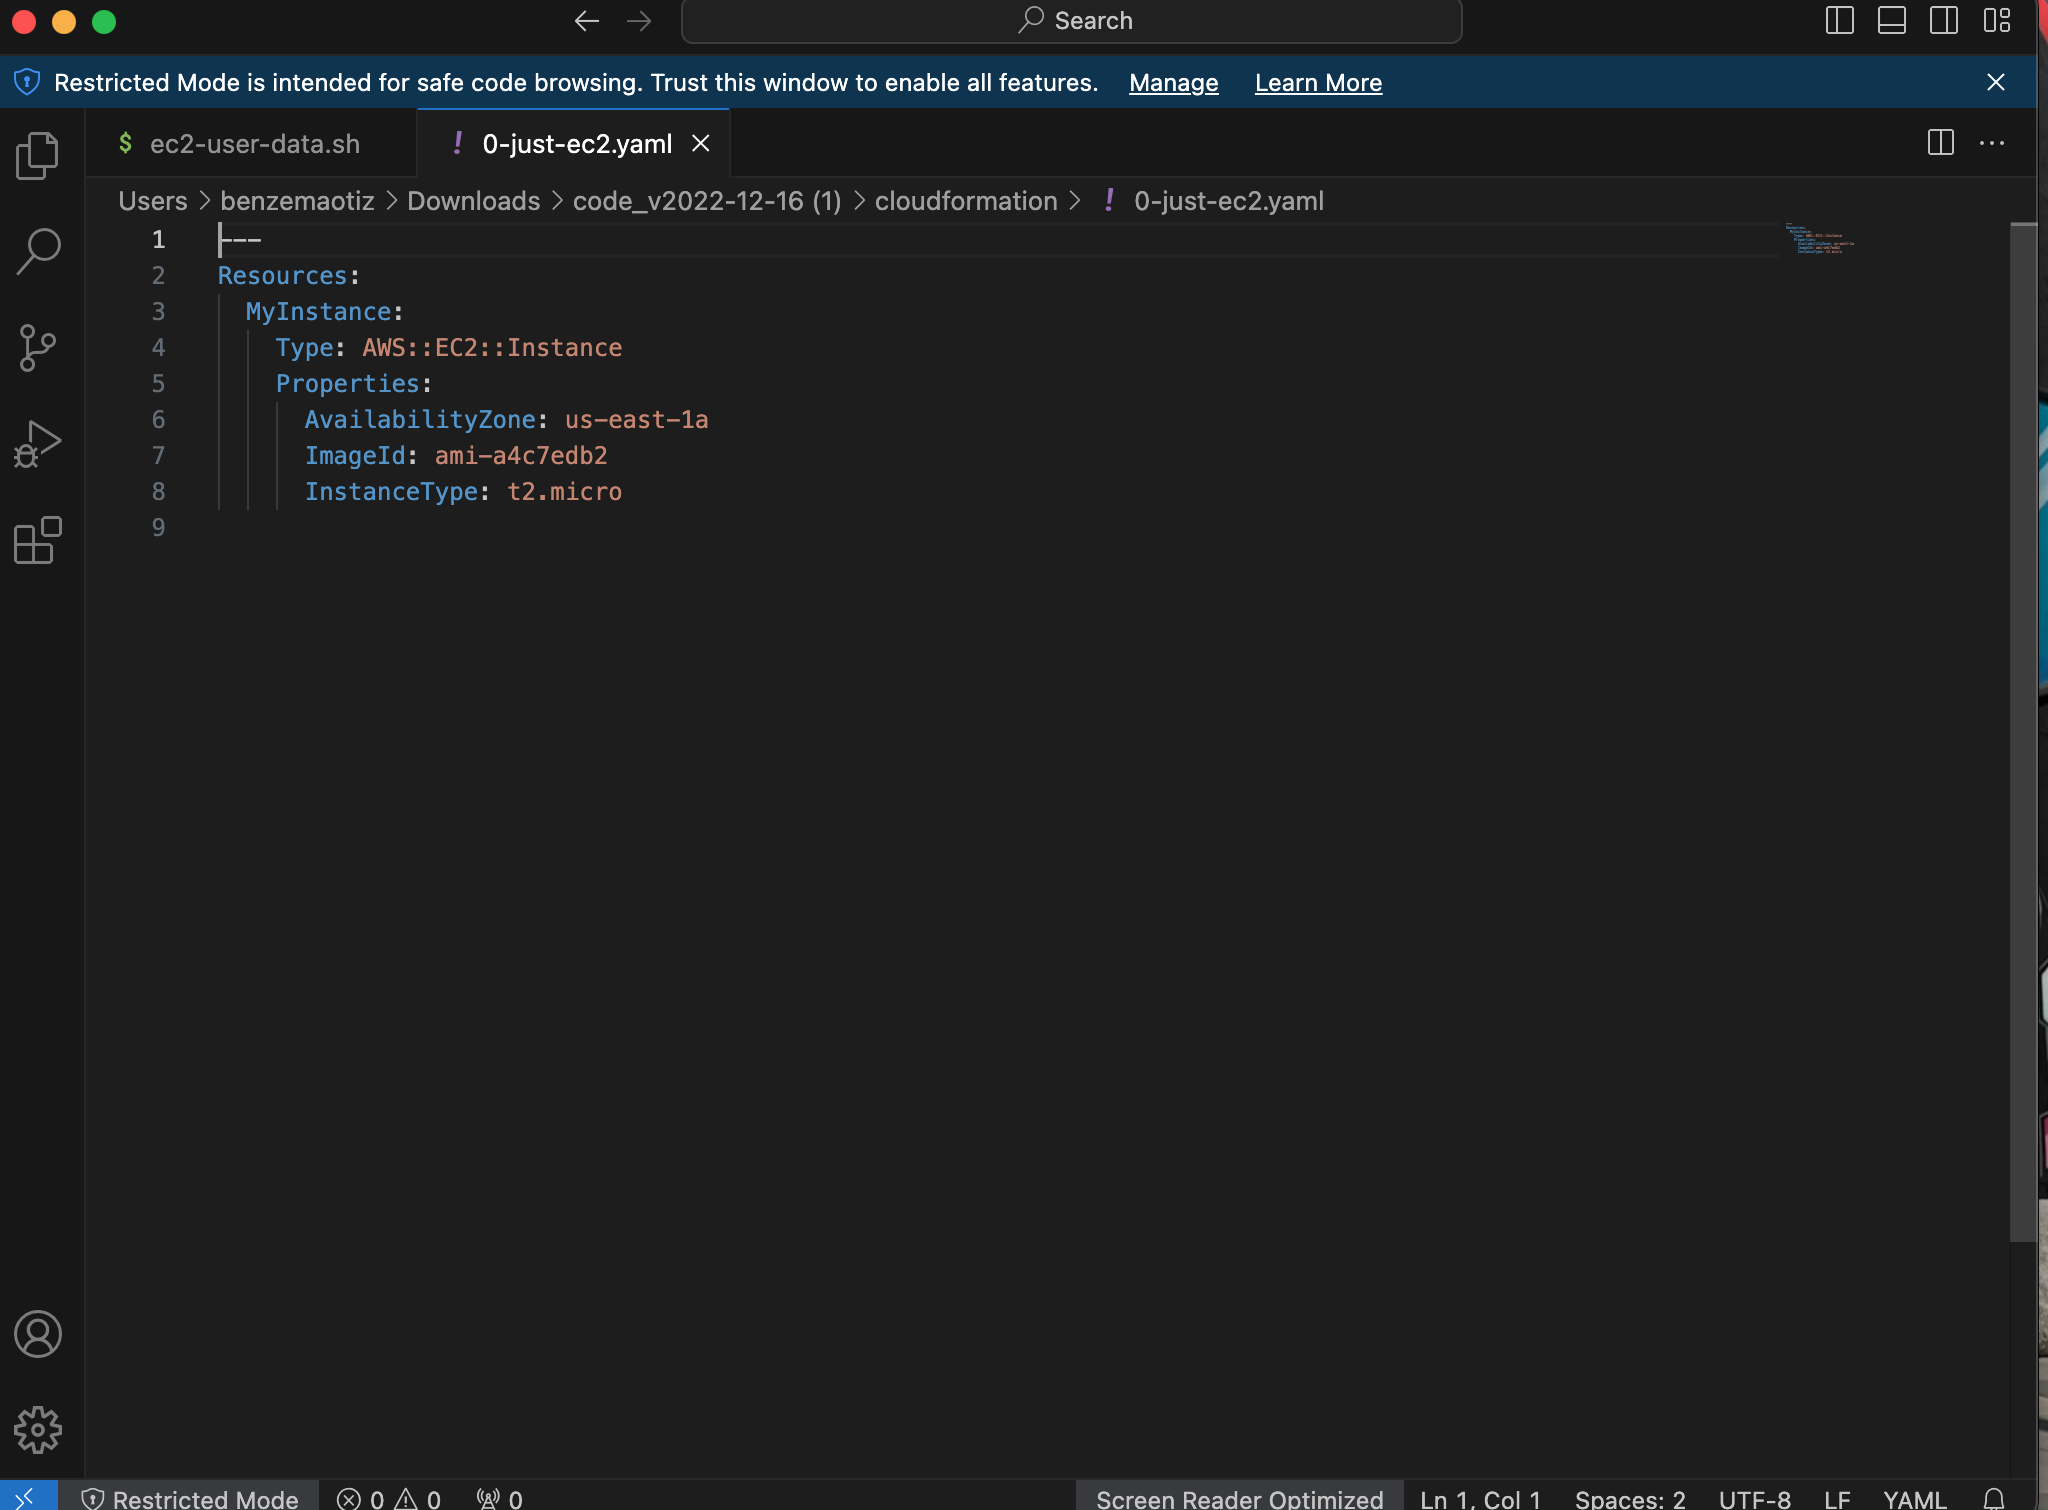 Search
Restricted Mode is intended for safe code browsing. Trust this window to enable all features. Manage Learn More
$ ec2-user-data.sh ! 0-just-ec2.yaml
Users > benzemaotiz > Downloads > code_v2022-12-16 (1) > cloudformation > ! 0-just-ec2.yaml
1 ---
2 Resources:
3 MyInstance:
4 Type: AWS::EC2::Instance
5 Properties:
6 AvailabilityZone: us-east-1a
7 ImageId: ami-a4c7edb2
8 InstanceType: t2.micro
9
Restricted Mode 0 0 0 Screen Reader Optimized Ln 1, Col 1 Spaces: 2 UTF-8 LF YAML